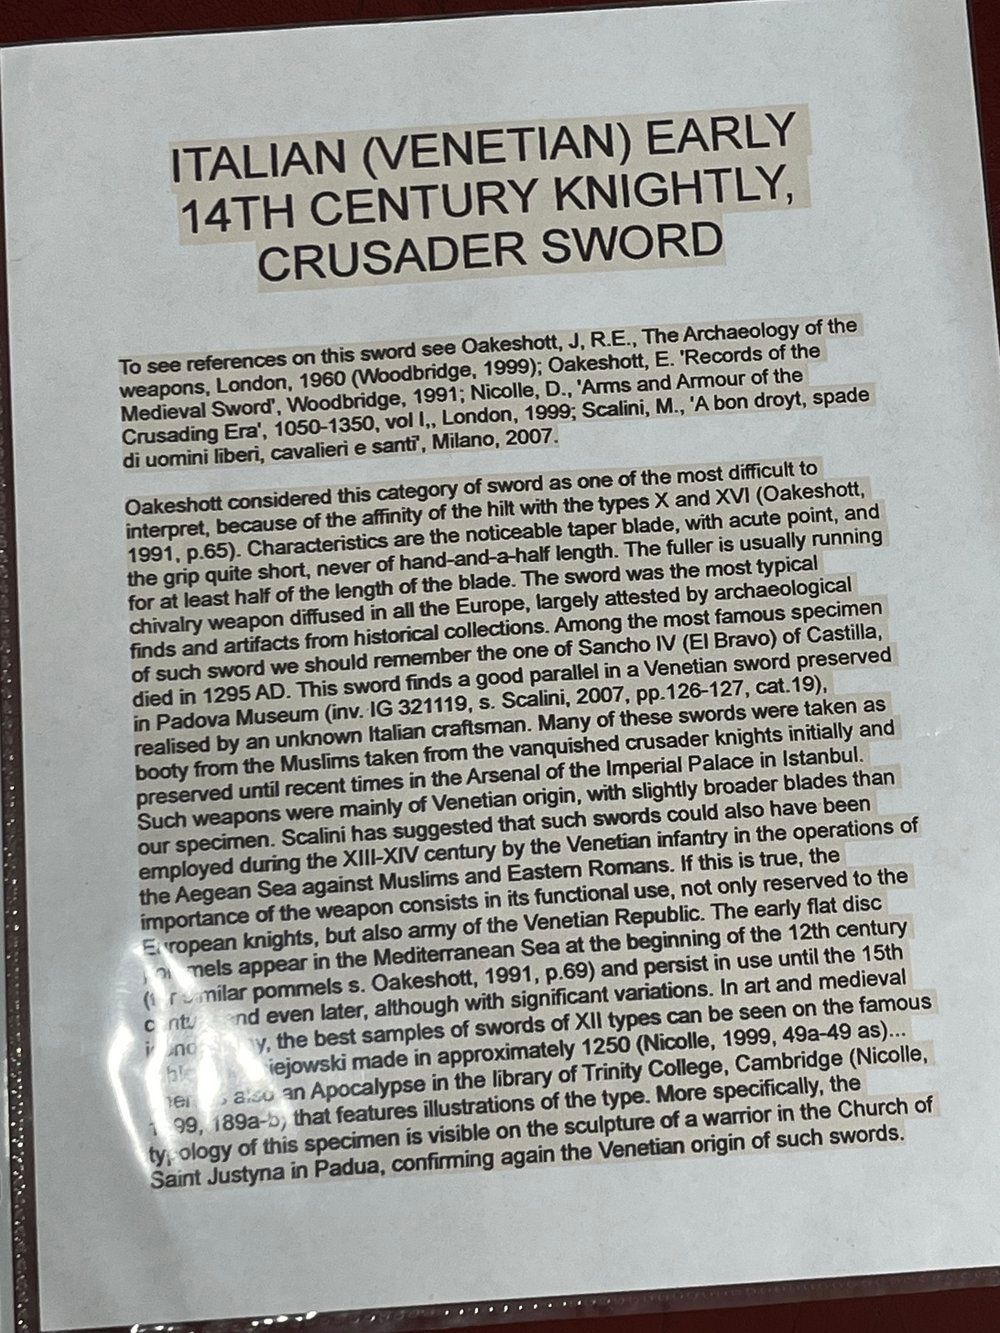 ITALIAN (VENETIAN) EARLY
14TH CENTURY KNIGHTLY,
CRUSADER SWORD
To see references on this sword see Oakeshott, J, R.E., The Archaeology of the
weapons, London, 1960 (Woodbridge, 1999); Oakeshott, E. 'Records of the
Medieval Sword', Woodbridge, 1991; Nicolle, D., 'Arms and Armour of the
Crusading Era', 1050-1350, vol I,, London, 1999; Scalini, M., 'A bon droyt, spade
di uomini liberi, cavalieri e santi', Milano, 2007.
Oakeshott considered this category of sword as one of the most difficult to
interpret, because of the affinity of the hilt with the types X and XVI (Oakeshott,
1991, p.65). Characteristics are the noticeable taper blade, with acute point, and
the grip quite short, never of hand-and-a-half length. The fuller is usually running
for at least half of the length of the blade. The sword was the most typical
chivalry weapon diffused in all the Europe, largely attested by archaeological
finds and artifacts from historical collections. Among the most famous specimen
of such sword we should remember the one of Sancho IV (El Bravo) of Castilla,
died in 1295 AD. This sword finds a good parallel in a Venetian sword preserved
in Padova Museum (inv. IG 321119, s. Scalini, 2007, pp.126-127, cat.19),
realised by an unknown Italian craftsman. Many of these swords were taken as
booty from the Muslims taken from the vanquished crusader knights initially and
preserved until recent times in the Arsenal of the Imperial Palace in Istanbul.
Such weapons were mainly of Venetian origin, with slightly broader blades than
our specimen. Scalini has suggested that such swords could also have been
employed during the XIII-XIV century by the Venetian infantry in the operations of
the Aegean Sea against Muslims and Eastern Romans. If this is true, the
importance of the weapon consists in its functional use, not only reserved to the
European knights, but also army of the Venetian Republic. The early flat disc
pommels appear in the Mediterranean Sea at the beginning of the 12th century
similar pommels s. Oakeshott, 1991, p.69) and persist in use until the 15th
century and even later, although with significant variations. In art and medieval
the best samples of swords of XII types can be seen on the famous
made in approximately 1250 (Nicolle, 1999, 49a-49 as)...
also an Apocalypse in the library of Trinity College, Cambridge (Nicolle,
1999, 189a-b) that features illustrations of the type. More specifically, the
typology of this specimen is visible on the sculpture of a warrior in the Church of
Saint Justyna in Padua, confirming again the Venetian origin of such swords.